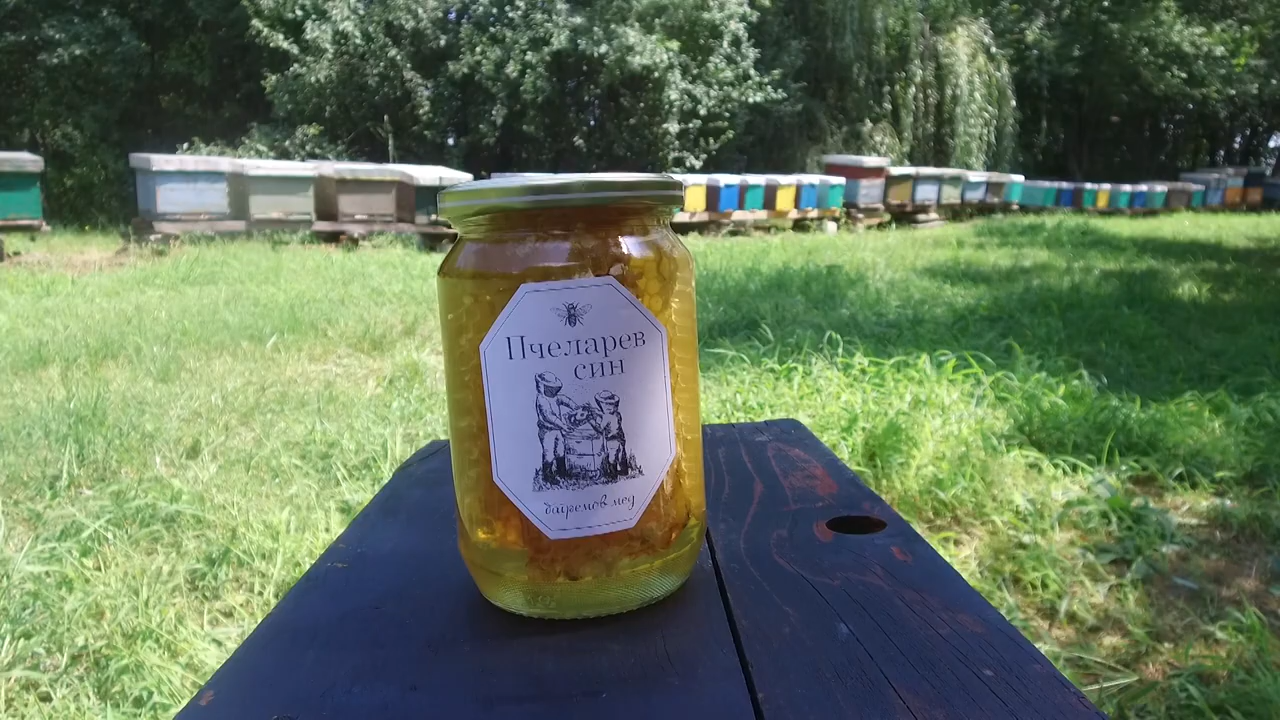 Пчеларев
син
багремов мед